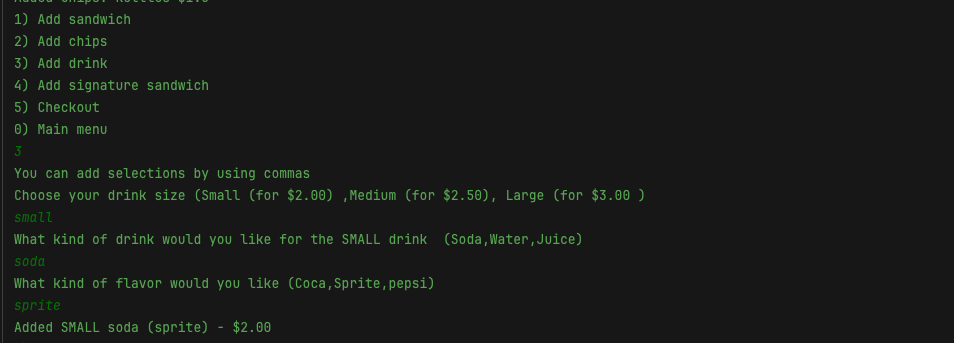 1) Add sandwich
2) Add chips
3) Add drink
4) Add signature sandwich
5) Checkout
0) Main menu
3
You can add selections by using commas
Choose your drink size (Small (for $2.00) ,Medium (for $2.50), Large (for $3.00 )
small
What kind of drink would you like for the SMALL drink  (Soda,Water,Juice)
soda
What kind of flavor would you like (Coca,Sprite,pepsi)
sprite
Added SMALL soda (sprite) - $2.00